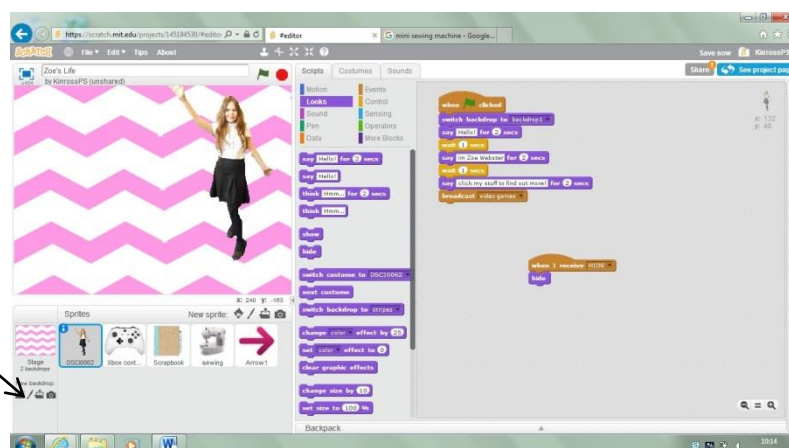 https://scratch.mit.edu/projects/145194530/#editor
#editor
mini sewing machine - Google...
SCRATCH
File
Edit
Tips
About
Save now
KinrossPS
Zoe's Life
by KinrossPS (unshared)
Scripts
Costumes
Sounds
Share
See project pag
Motion
Events
Looks
Control
Sound
Sensing
Pen
Operators
Data
More Blocks
say Hello! for 2 secs
say Hello!
think Hmm... for 2 secs
think Hmm...
show
hide
switch costume to DSCI0062
next costume
switch backdrop to stripes
change color effect by 25
set color effect to 0
clear graphic effects
change size by 10
set size to 100 %
when clicked
switch backdrop to backdrop1
say Hello! for 2 secs
wait 1 secs
say im Zoe Webster for 2 secs
wait 1 secs
say click my stuff to find out more! for 2 secs
broadcast video games
when I receive HIDE
hide
x: 132
y: 42
X: 240 y: -180
Sprites
New sprite:
Stage
2 backdrops
New backdrop:
DSCI0062
Xbox cont...
Scrapbook
sewing
Arrow1
Backpack
10:14